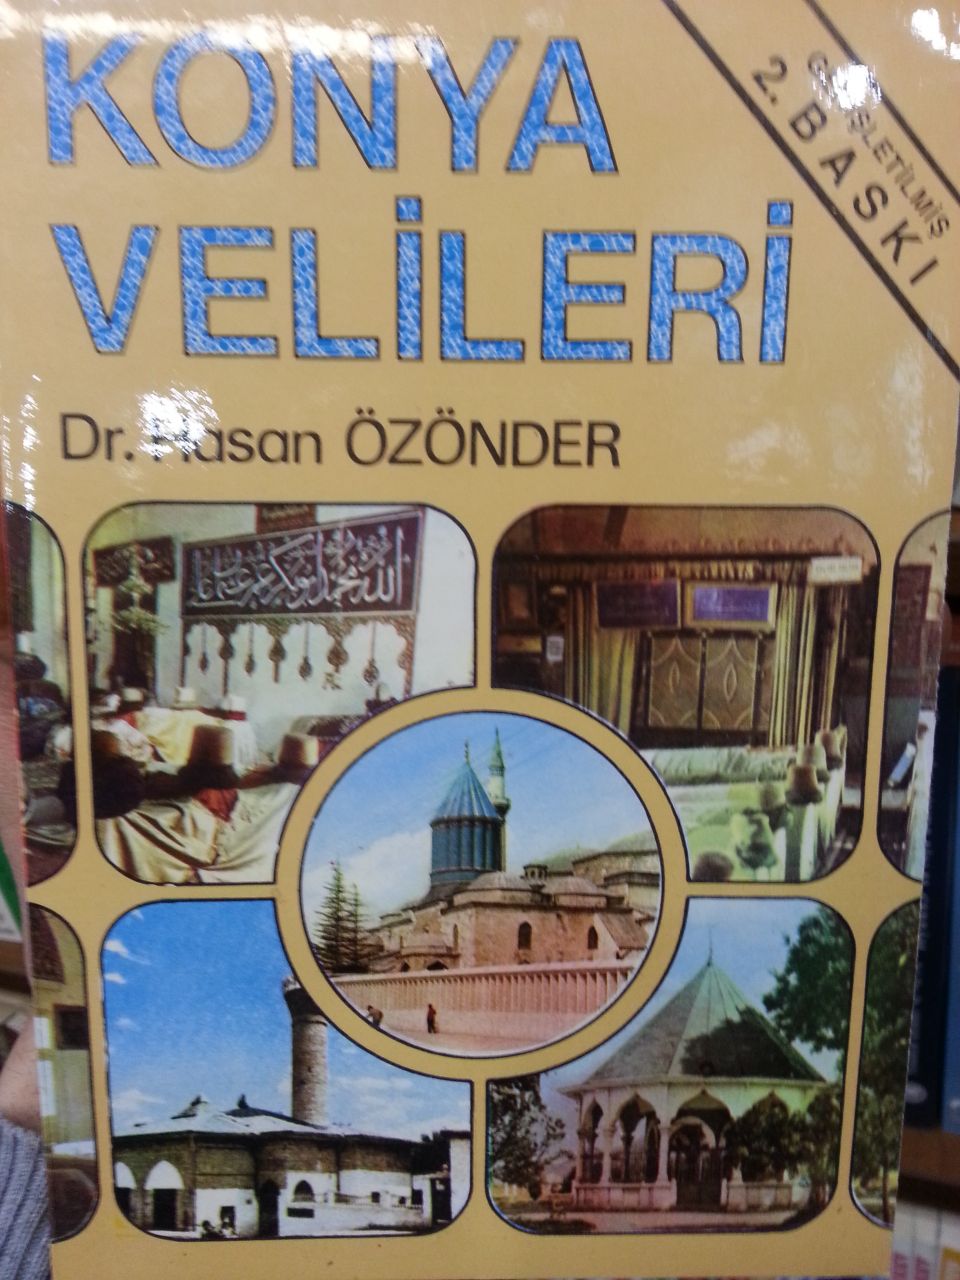 KONYA
VELİLERİ
GENİŞLETİLMİŞ
2. BASKI
Dr. Hasan ÖZÖNDER